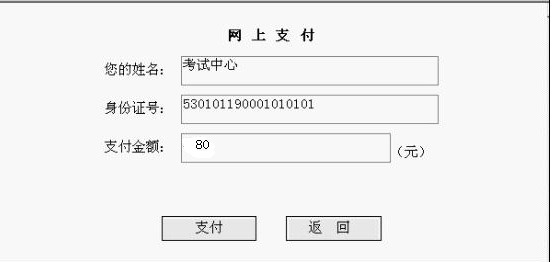 网 上 支 付
您的姓名： 考试中心
身份证号： 530101190001010101
支付金额： 80 （元）
支付 返 回